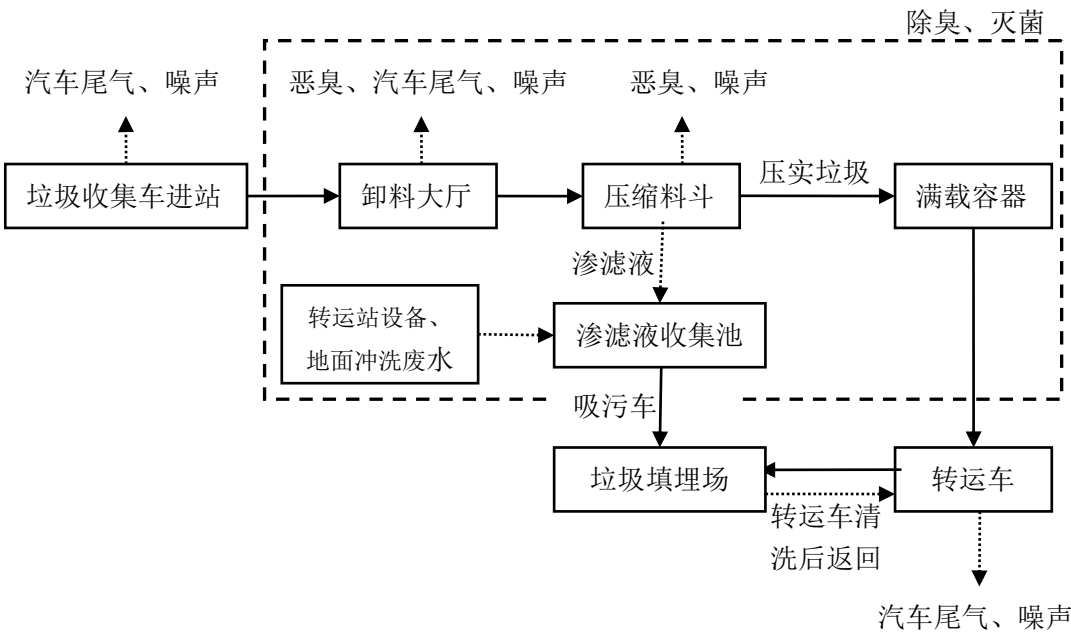 除臭、灭菌
汽车尾气、噪声
恶臭、汽车尾气、噪声
恶臭、噪声
垃圾收集车进站
卸料大厅
压缩料斗
压实垃圾
满载容器
渗滤液
转运站设备、
地面冲洗废水
渗滤液收集池
吸污车
垃圾填埋场
转运车
转运车清
洗后返回
汽车尾气、噪声